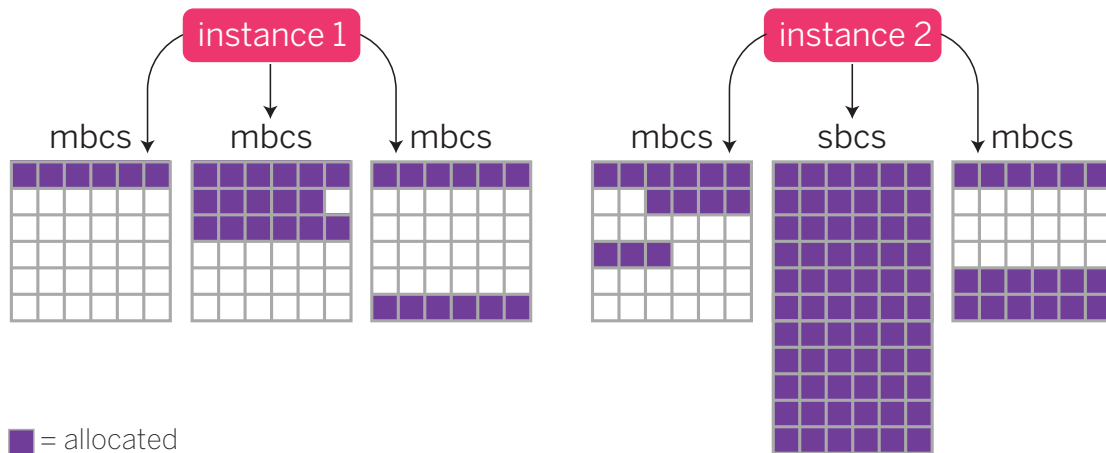 instance 1
instance 2
mbcs
mbcs
mbcs
mbcs
sbcs
mbcs
= allocated